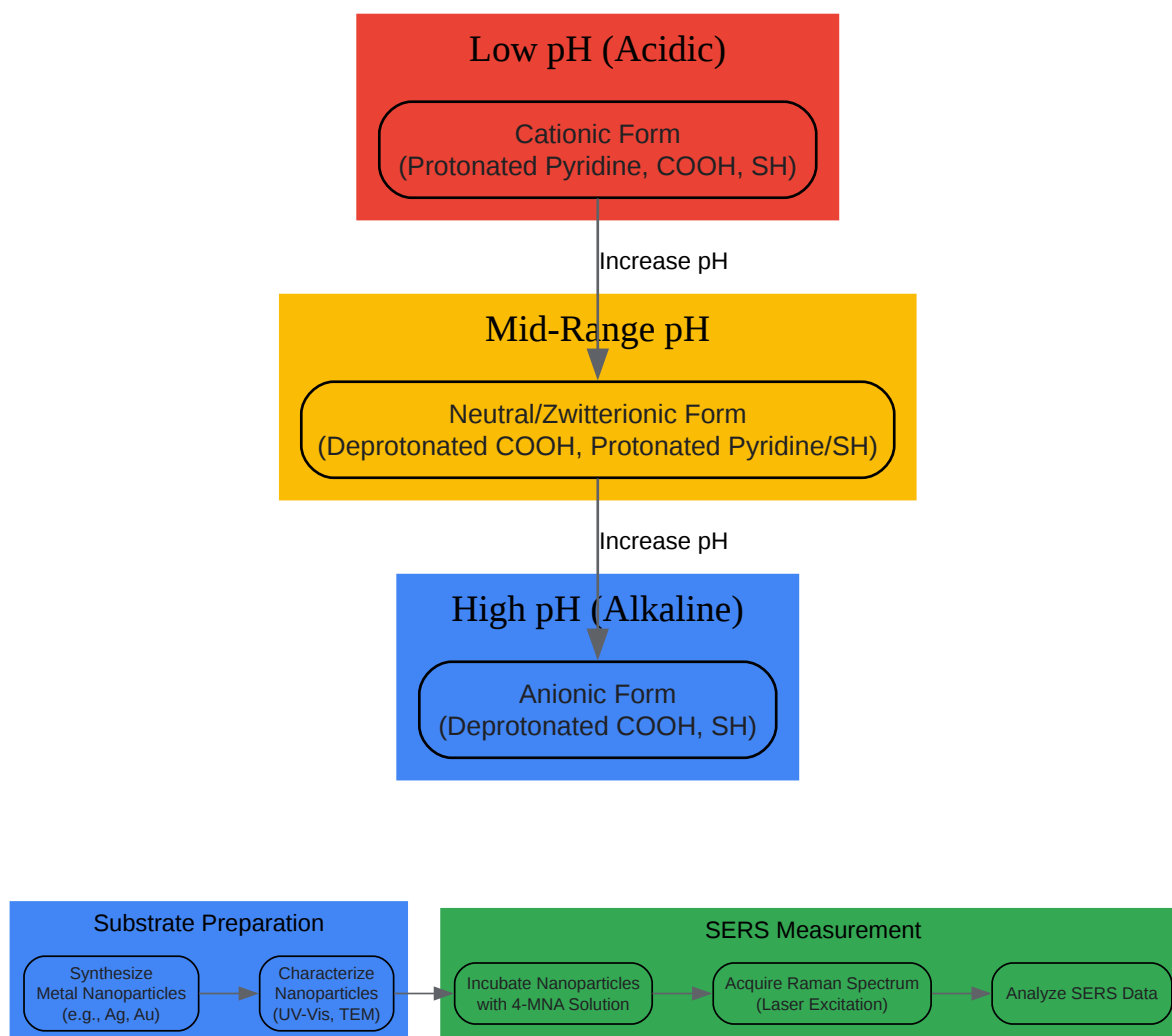 Low pH (Acidic)
Cationic Form
(Protonated Pyridine, COOH, SH)
Increase pH
Mid-Range pH
Neutral/Zwitterionic Form
(Deprotonated COOH, Protonated Pyridine/SH)
Increase pH
High pH (Alkaline)
Anionic Form
(Deprotonated COOH, SH)
Substrate Preparation
Synthesize
Metal Nanoparticles
(e.g., Ag, Au)
Characterize
Nanoparticles
(UV-Vis, TEM)
SERS Measurement
Incubate Nanoparticles
with 4-MNA Solution
Acquire Raman Spectrum
(Laser Excitation)
Analyze SERS Data